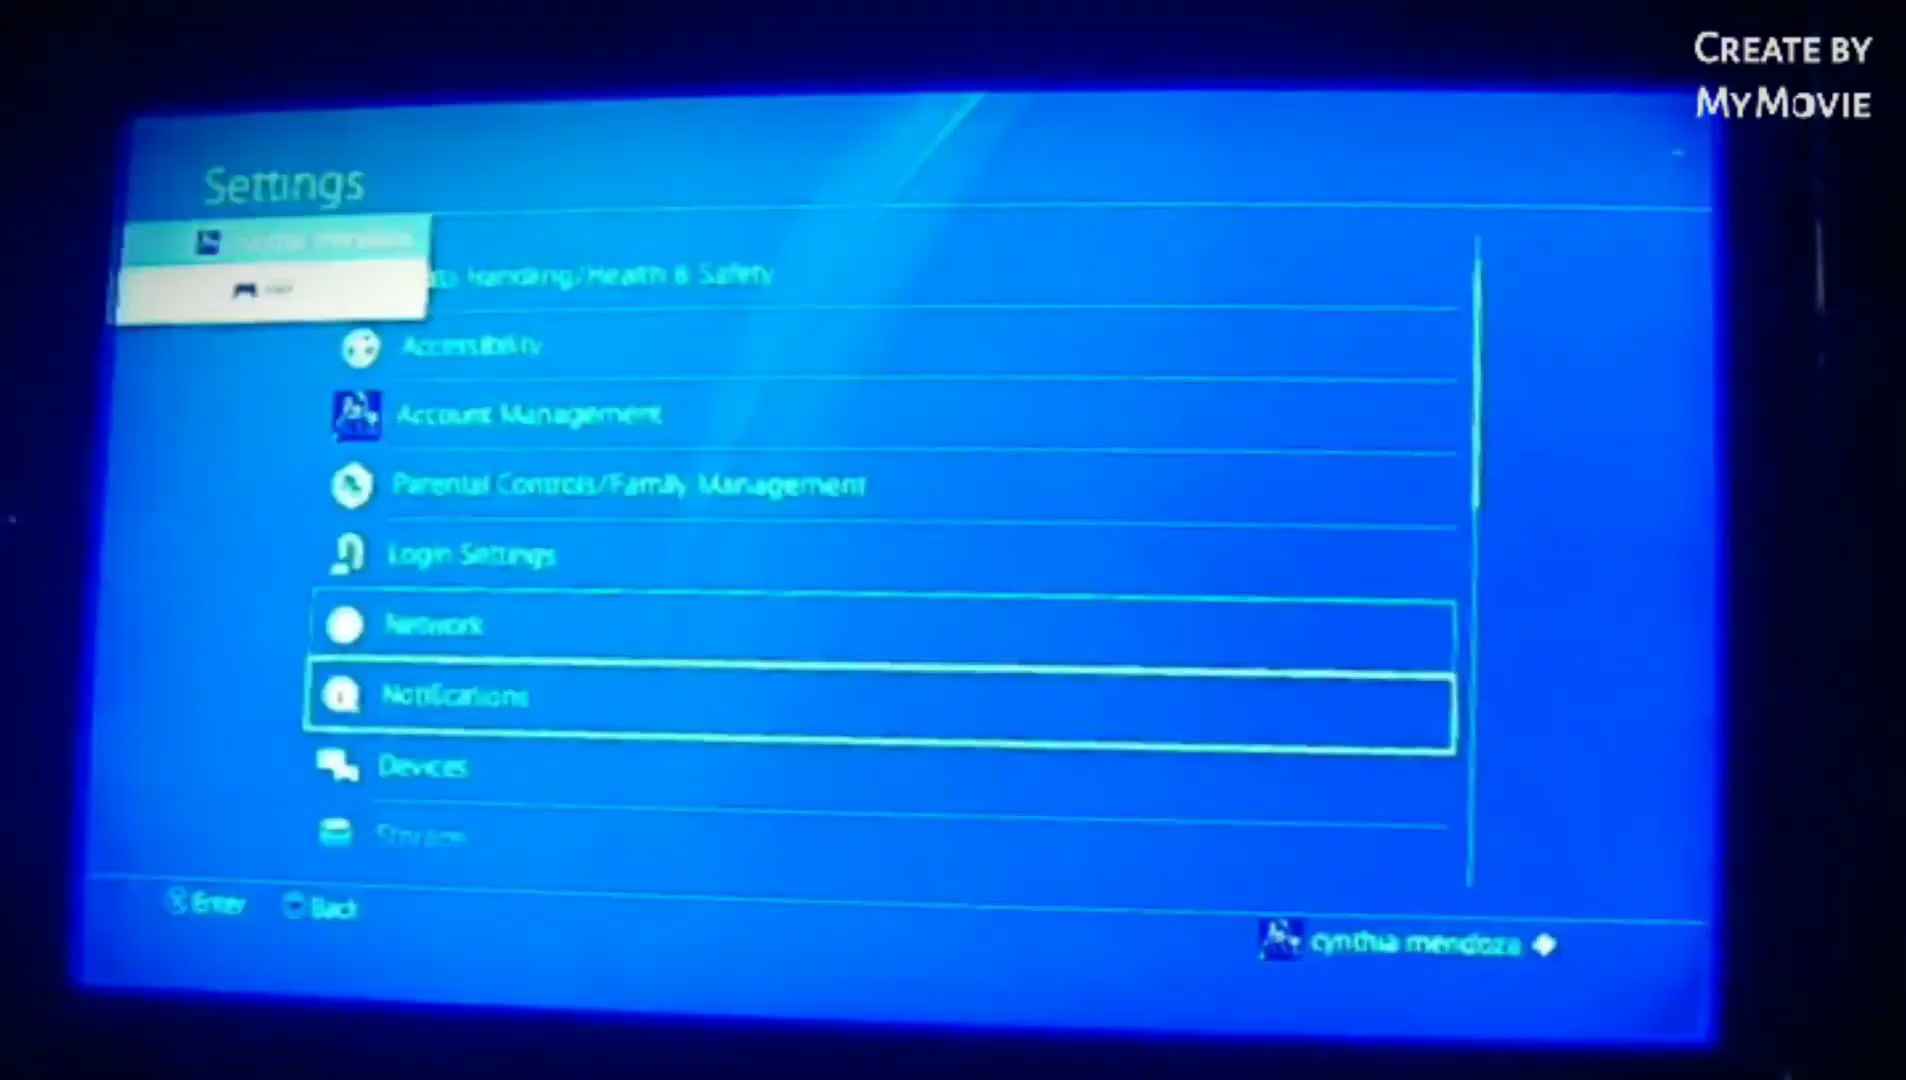 CREATE BY
MYMOVIE
Settings
Handling/Health & Safety
Accessibility
Account Management
Parental Controls/Family Management
Login Settings
Network
Notifications
Devices
Storage
Enter Back
cynthia mendoza